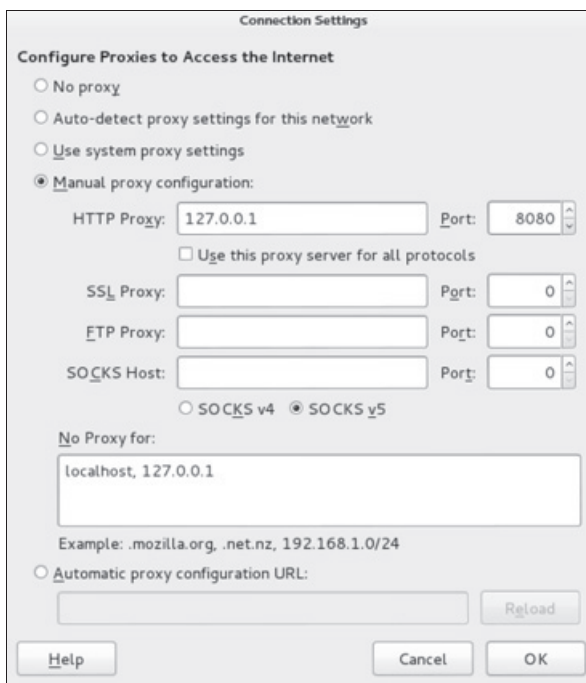 Connection Settings
Configure Proxies to Access the Internet
No proxy
Auto-detect proxy settings for this network
Use system proxy settings
Manual proxy configuration:
HTTP Proxy: 127.0.0.1 Port: 8080
Use this proxy server for all protocols
SSL Proxy: Port: 0
FTP Proxy: Port: 0
SOCKS Host: Port: 0
SOCKS v4 SOCKS v5
No Proxy for:
localhost, 127.0.0.1
Example: .mozilla.org, .net.nz, 192.168.1.0/24
Automatic proxy configuration URL:
Reload
Help Cancel OK